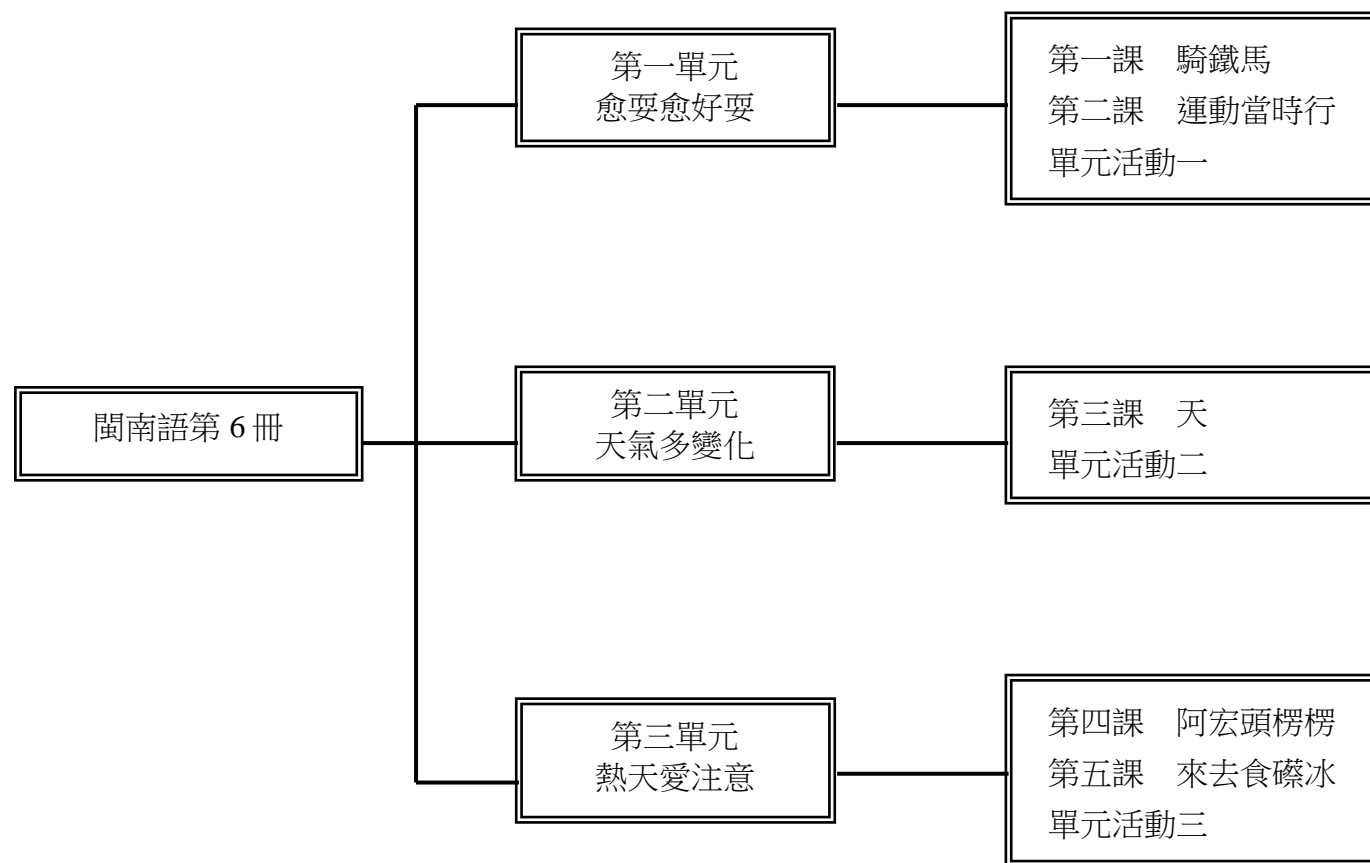 第一單元
愈耍愈好耍
第一課　騎鐵馬
第二課　運動當時行
單元活動一
閩南語第 6 冊
第二單元
天氣多變化
第三課　天
單元活動二
第三單元
熱天愛注意
第四課　阿宏頭楞楞
第五課　來去食礤冰
單元活動三